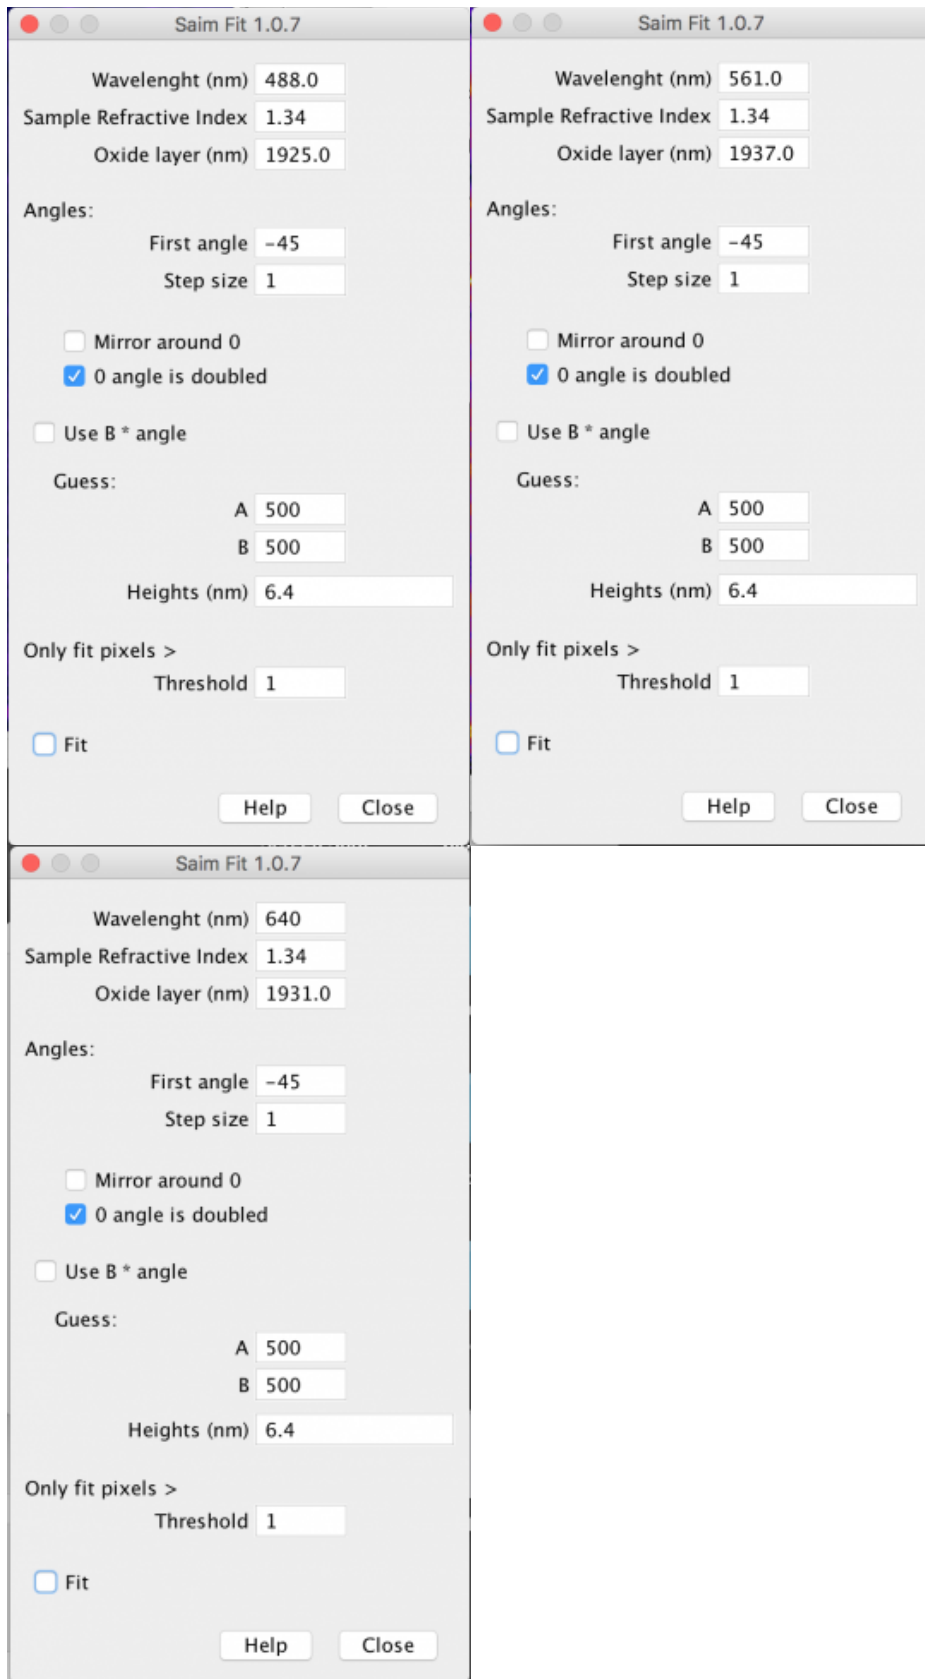 Saim Fit 1.0.7
Wavelenght (nm) 488.0
Sample Refractive Index 1.34
Oxide layer (nm) 1925.0
Angles:
First angle -45
Step size 1
Mirror around 0
0 angle is doubled
Use B * angle
Guess:
A 500
B 500
Heights (nm) 6.4
Only fit pixels >
Threshold 1
Fit
Help Close
Saim Fit 1.0.7
Wavelenght (nm) 561.0
Sample Refractive Index 1.34
Oxide layer (nm) 1937.0
Angles:
First angle -45
Step size 1
Mirror around 0
0 angle is doubled
Use B * angle
Guess:
A 500
B 500
Heights (nm) 6.4
Only fit pixels >
Threshold 1
Fit
Help Close
Saim Fit 1.0.7
Wavelenght (nm) 640
Sample Refractive Index 1.34
Oxide layer (nm) 1931.0
Angles:
First angle -45
Step size 1
Mirror around 0
0 angle is doubled
Use B * angle
Guess:
A 500
B 500
Heights (nm) 6.4
Only fit pixels >
Threshold 1
Fit
Help Close